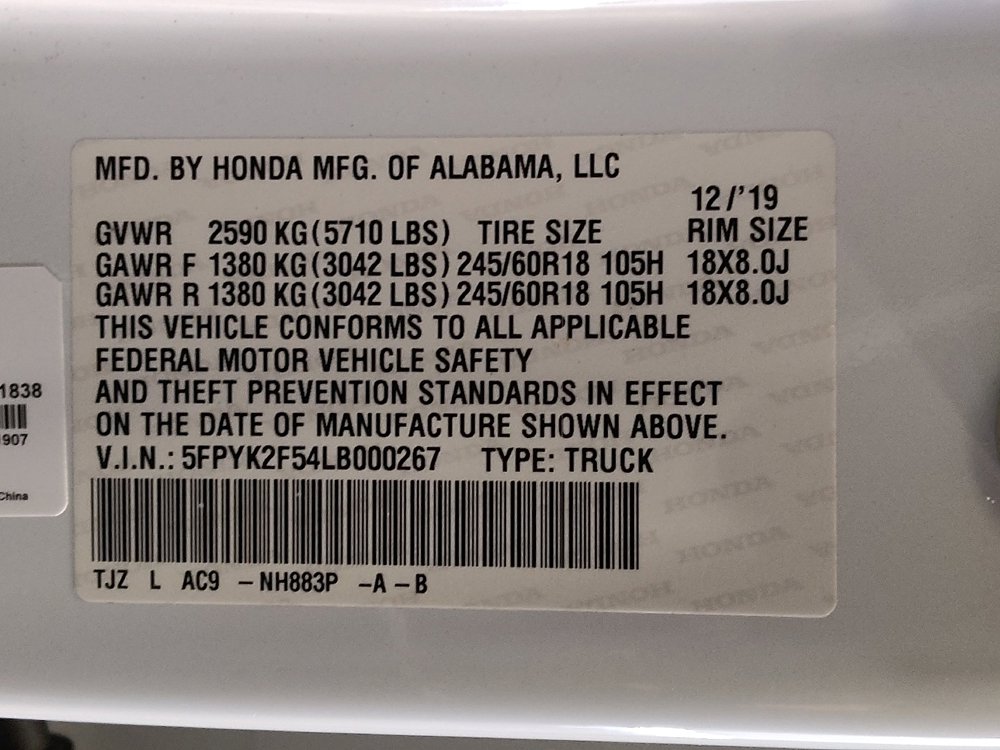 MFD. BY HONDA MFG. OF ALABAMA, LLC
12/'19
GVWR 2590 KG(5710 LBS) TIRE SIZE RIM SIZE
GAWR F 1380 KG(3042 LBS) 245/60R18 105H 18X8.0J
GAWR R 1380 KG(3042 LBS) 245/60R18 105H 18X8.0J
THIS VEHICLE CONFORMS TO ALL APPLICABLE
FEDERAL MOTOR VEHICLE SAFETY
AND THEFT PREVENTION STANDARDS IN EFFECT
ON THE DATE OF MANUFACTURE SHOWN ABOVE.
V.I.N.: 5FPYK2F54LB000267 TYPE: TRUCK
TJZ L AC9 -NH883P -A-B
1838
907
China